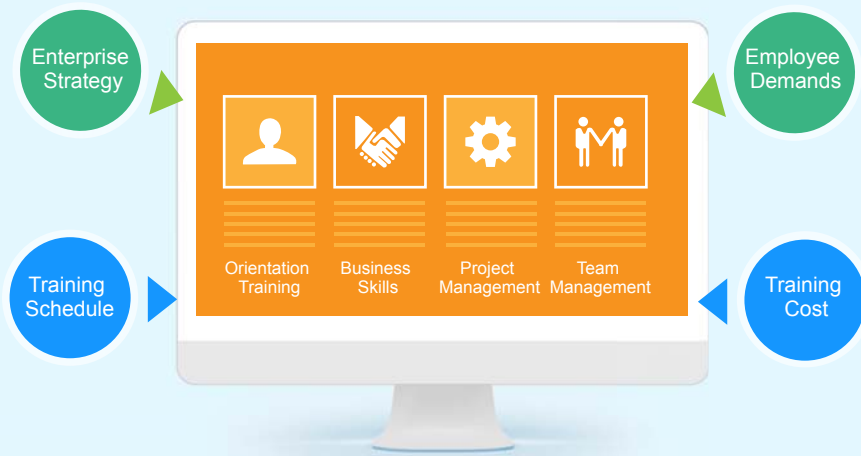 Enterprise
Strategy
Employee
Demands
Orientation
Training
Business
Skills
Project
Management
Team
Management
Training
Schedule
Training
Cost